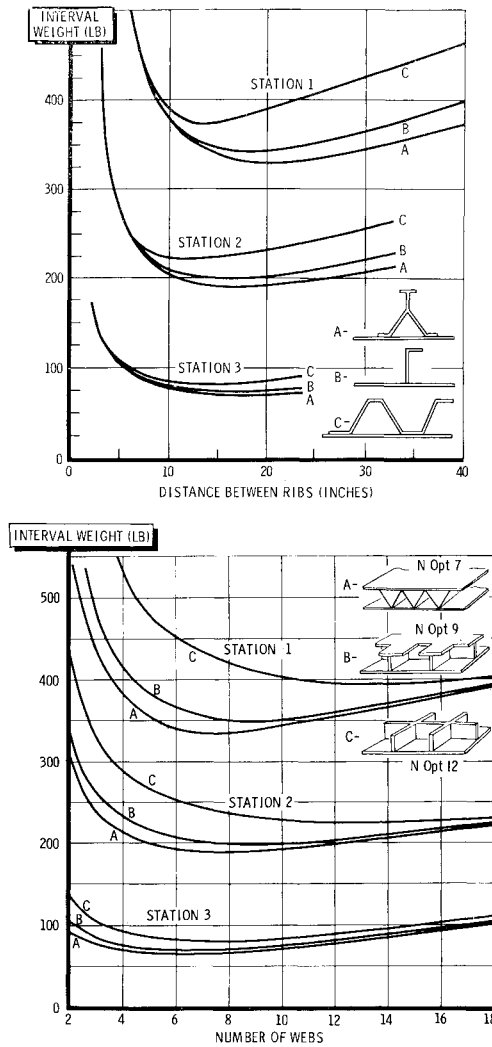 INTERVAL
WEIGHT (LB)
400
300
250
200
100
0
STATION 1
C
B
A
STATION 2
C
B
A
STATION 3
C
B
A
A-
B-
C-
0
10
20
30
40
DISTANCE BETWEEN RIBS (INCHES)
INTERVAL WEIGHT (LB)
500
400
300
200
100
0
N Opt 7
A-
N Opt 9
B-
C-
N Opt 12
STATION 1
C
B
A
STATION 2
C
B
A
STATION 3
C
B
A
2
4
6
8
10
12
14
16
18
NUMBER OF WEBS